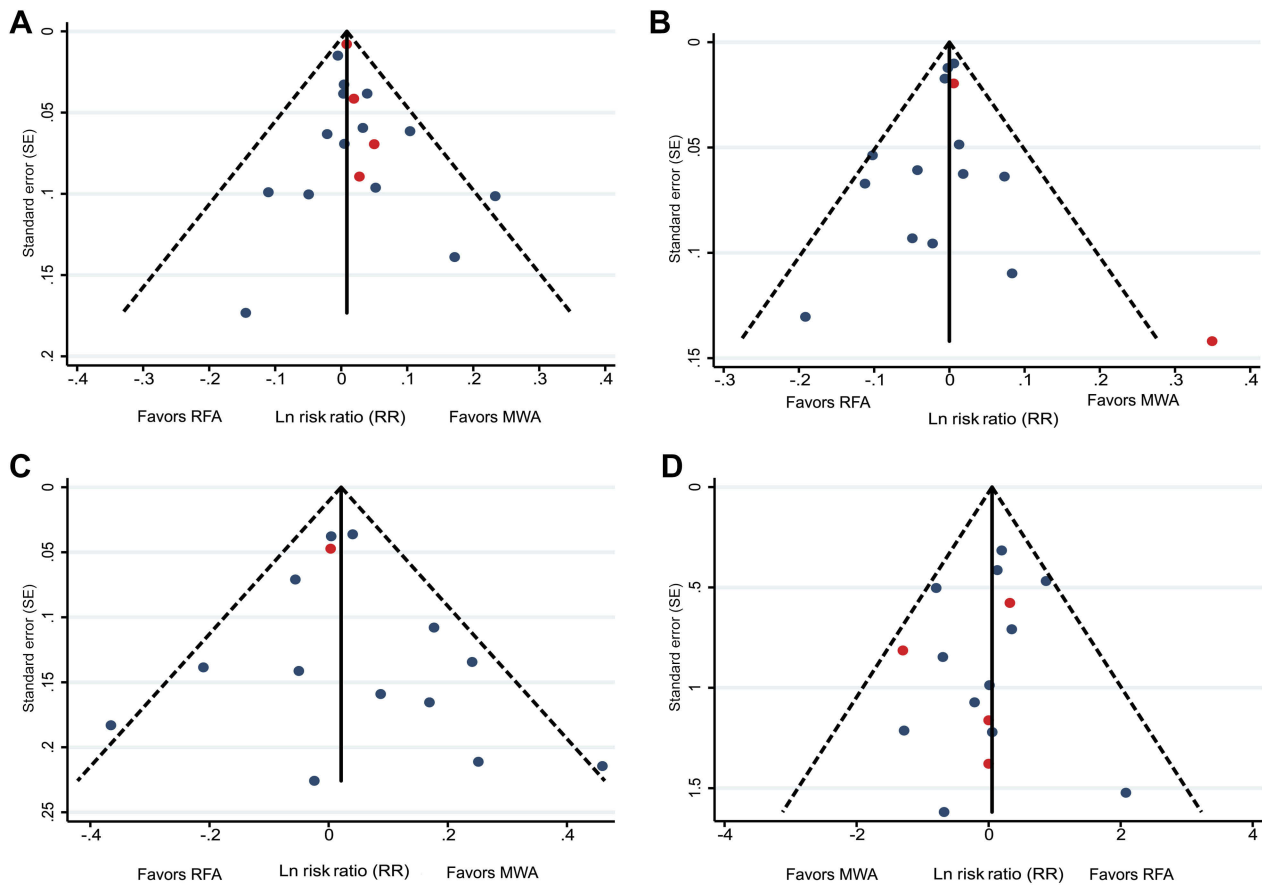 A
Standard error (SE)
0
.05
.1
.15
.2
-.4 -.3 -.2 -.1 0 .1 .2 .3 .4
Favors RFA Ln risk ratio (RR) Favors MWA
B
Standard error (SE)
0
.05
.1
.15
-.3 -.2 -.1 0 .1 .2 .3 .4
Favors RFA Ln risk ratio (RR) Favors MWA
C
Standard error (SE)
0
.05
.1
.15
.2
.25
-.4 -.2 0 .2 .4
Favors RFA Ln risk ratio (RR) Favors MWA
D
Standard error (SE)
0
.5
1
1.5
-4 -2 0 2 4
Favors MWA Ln risk ratio (RR) Favors RFA